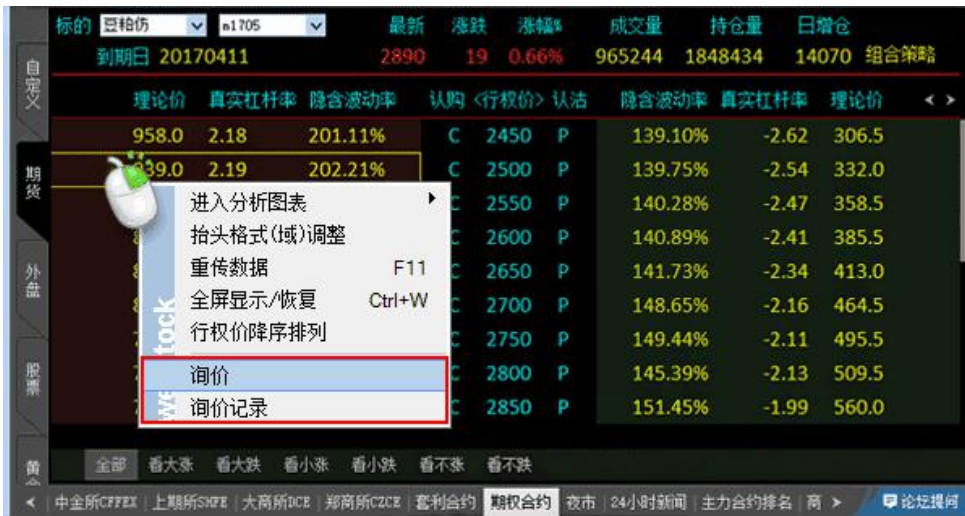 标的 豆粕仿 m1705 最新 涨跌 涨幅% 成交量 持仓量 日增仓
到期日 20170411 2890 19 0.66% 965244 1848434 14070 组合策略
理论价 真实杠杆率 隐含波动率 认购 <行权价> 认沽 隐含波动率 真实杠杆率 理论价 < >
958.0 2.18 201.11% C 2450 P 139.10% -2.62 306.5
39.0 2.19 202.21% C 2500 P 139.75% -2.54 332.0
C 2550 P 140.28% -2.47 358.5
C 2600 P 140.89% -2.41 385.5
C 2650 P 141.73% -2.34 413.0
C 2700 P 148.65% -2.16 464.5
C 2750 P 149.44% -2.11 495.5
C 2800 P 145.39% -2.13 509.5
C 2850 P 151.45% -1.99 560.0
进入分析图表
抬头格式(域)调整
重传数据 F11
全屏显示/恢复 Ctrl+W
行权价降序排列
询价
询价记录
自定义
期货
外盘
股票
黄
全部 看大涨 看大跌 看小涨 看小跌 看不涨 看不跌
< 中金所CFFEX 上期所SHFE 大商所DCE 郑商所CZCE 套利合约 期权合约 夜市 24小时新闻 主力合约排名 商 > 论坛提问